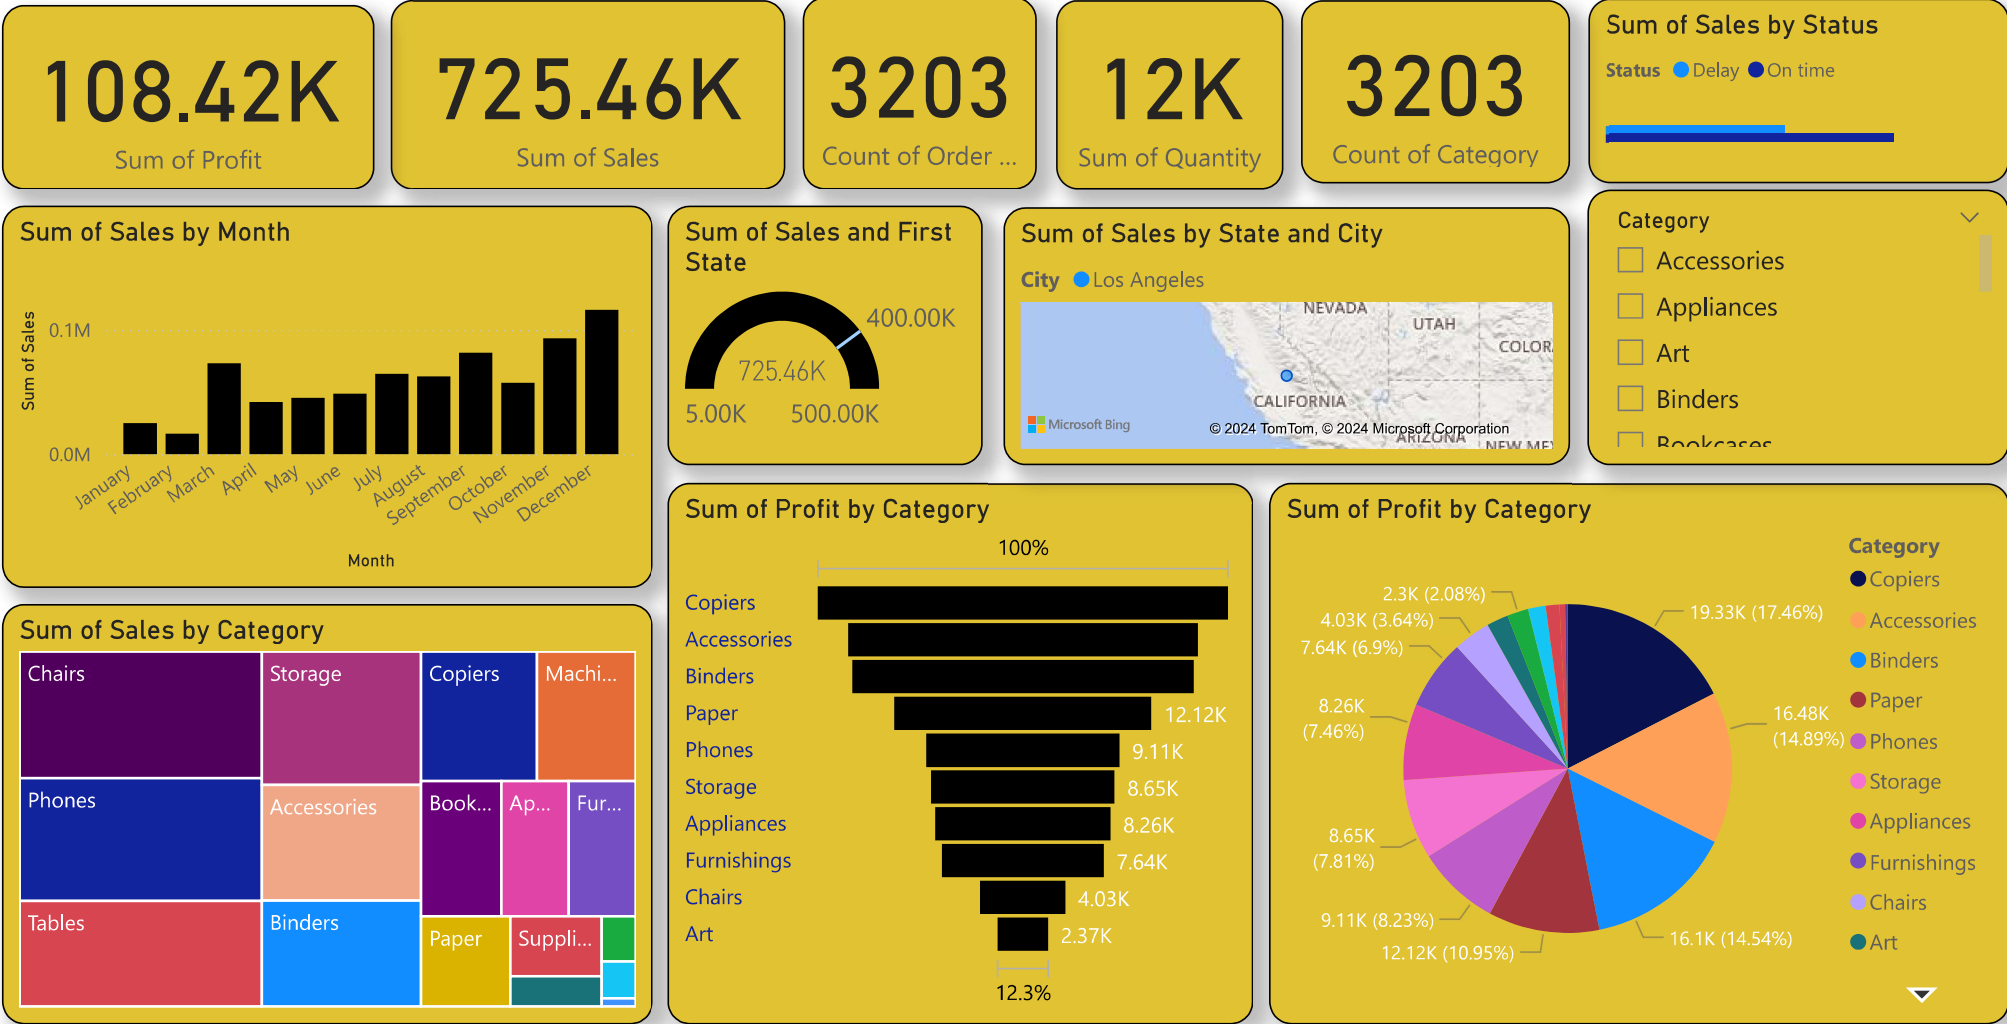 108.42K
Sum of Profit
725.46K
Sum of Sales
3203
Count of Order ...
12K
Sum of Quantity
3203
Count of Category
Sum of Sales by Status
Status Delay On time
Sum of Sales by Month
Sum of Sales
0.1M
0.0M
January
February
March
April
May
June
July
August
September
October
November
December
Month
Sum of Sales and First
State
400.00K
725.46K
5.00K 500.00K
Sum of Sales by State and City
City Los Angeles
NEVADA
UTAH
COLOR
CALIFORNIA
ARIZONA
NEW ME
Microsoft Bing
© 2024 TomTom, © 2024 Microsoft Corporation
Category
Accessories
Appliances
Art
Binders
Bookcases
Sum of Sales by Category
Chairs
Phones
Tables
Storage
Accessories
Binders
Copiers
Machi...
Book...
Ap...
Fur...
Paper
Suppli...
Sum of Profit by Category
100%
Copiers
Accessories
Binders
Paper 12.12K
Phones 9.11K
Storage 8.65K
Appliances 8.26K
Furnishings 7.64K
Chairs 4.03K
Art 2.37K
12.3%
Sum of Profit by Category
19.33K (17.46%)
16.48K
(14.89%)
16.1K (14.54%)
12.12K (10.95%)
9.11K (8.23%)
8.65K
(7.81%)
8.26K
(7.46%)
7.64K (6.9%)
4.03K (3.64%)
2.3K (2.08%)
Category
Copiers
Accessories
Binders
Paper
Phones
Storage
Appliances
Furnishings
Chairs
Art